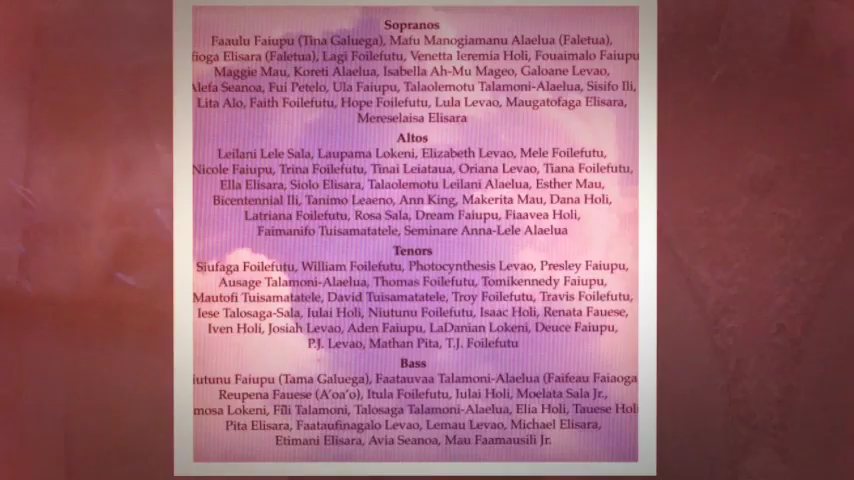 Sopranos
Faaulu Faiupu (Tina Galuega), Mafu Manogiamanu Alaelua (Faletua),
Elisara (Faletua), Lagi Foilefutu, Venetta Ieremia Holi, Fouaimalo Faiupu
Maggie Mau, Koreti Alaelua, Isabella Ah-Mu Mageo, Galoane Levao,
Seanoa, Fui Petelo, Ula Faiupu, Talaolemotu Talamoni-Alaelua, Sisifo Ili,
Lita Alo, Faith Foilefutu, Hope Foilefutu, Lula Levao, Maugatofaga Elisara,
Mereselaisa Elisara
Altos
Leilani Lele Sala, Laupama Lokeni, Elizabeth Levao, Mele Foilefutu,
Nicole Faiupu, Trina Foilefutu, Tinai Leiataua, Oriana Levao, Tiana Foilefutu,
Ella Elisara, Siolo Elisara, Talaolemotu Leilani Alaelua, Esther Mau,
Bicentennial Ili, Tanimo Leaeno, Ann King, Makerita Mau, Dana Holi,
Latriana Foilefutu, Rosa Sala, Dream Faiupu, Fiaavea Holi,
Faimanifo Tuisamatatele, Seminare Anna-Lele Alaelua
Tenors
Siufaga Foilefutu, William Foilefutu, Photocynthesis Levao, Presley Faiupu,
Ausage Talamoni-Alaelua, Thomas Foilefutu, Tomikennedy Faiupu,
Mautofi Tuisamatatele, David Tuisamatatele, Troy Foilefutu, Travis Foilefutu,
Iese Talosaga-Sala, Iulai Holi, Niutunu Foilefutu, Isaac Holi, Renata Fauese,
Iven Holi, Josiah Levao, Aden Faiupu, LaDanian Lokeni, Deuce Faiupu,
P.J. Levao, Mathan Pita, T.J. Foilefutu
Bass
Faiupu (Tama Galuega), Faatauvaa Talamoni-Alaelua (Faifeau Faiaoga
Reupena Fauese (A'oa'o), Itula Foilefutu, Iulai Holi, Moelata Sala Jr.,
Lokeni, Fili Talamoni, Talosaga Talamoni-Alaelua, Elia Holi, Tauese Holi
Pita Elisara, Faataufinagalo Levao, Lemau Levao, Michael Elisara,
Etimani Elisara, Avia Seanoa, Mau Faamausili Jr.